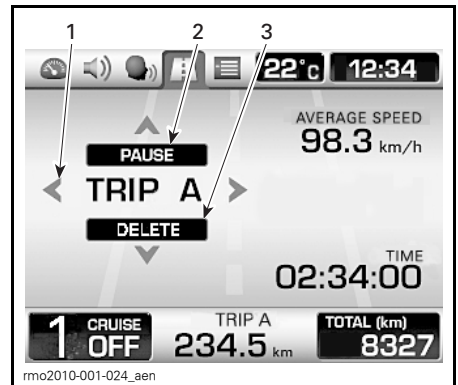 1 2 3
22°c 12:34
AVERAGE SPEED
98.3 km/h
PAUSE
TRIP A
DELETE
TIME
02:34:00
1 CRUISE OFF
TRIP A
234.5 km
TOTAL (km)
8327
rmo2010-001-024_aen